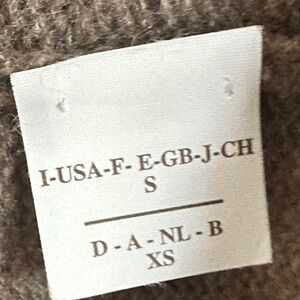 I-USA-F- E-GB-J-CH
S
D - A - NL - B
XS